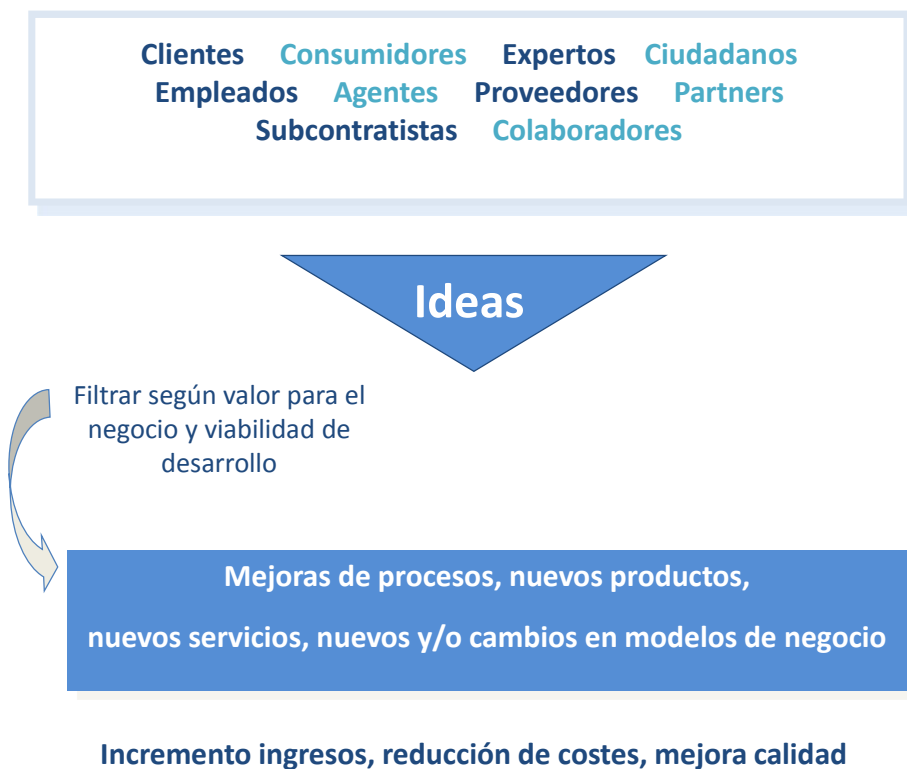 Clientes Consumidores Expertos Ciudadanos
Empleados Agentes Proveedores Partners
Subcontratistas Colaboradores
Ideas
Filtrar según valor para el
negocio y viabilidad de
desarrollo
Mejoras de procesos, nuevos productos,
nuevos servicios, nuevos y/o cambios en modelos de negocio
Incremento ingresos, reducción de costes, mejora calidad